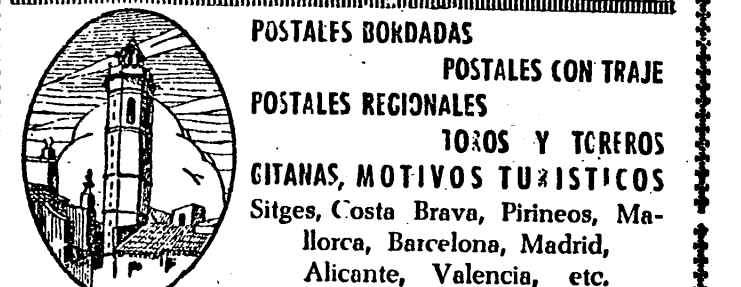 POSTALES BORDADAS
POSTALES CON TRAJE
POSTALES REGIONALES
TOROS Y TOREROS
GITANAS, MOTIVOS TURISTICOS
Sitges, Costa Brava, Pirineos, Ma-
llorca, Barcelona, Madrid,
Alicante, Valencia, etc.